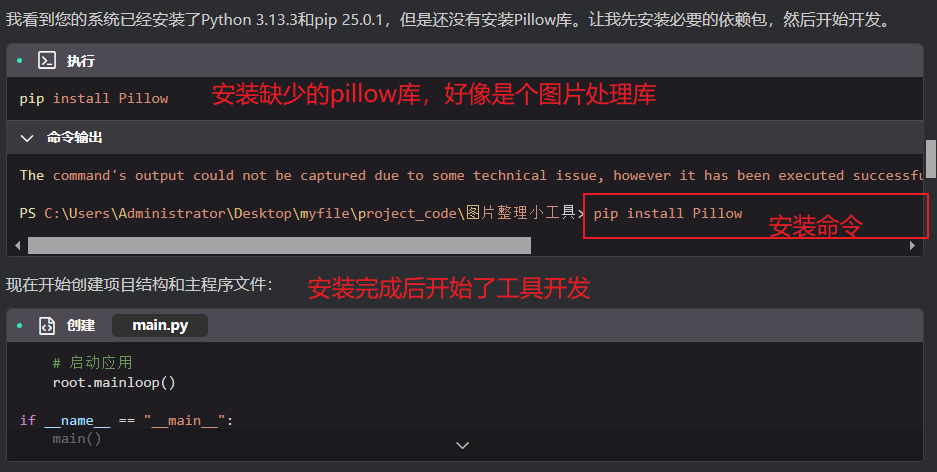 我看到您的系统已经安装了Python 3.13.3和pip 25.0.1，但是还没有安装Pillow库。让我先安装必要的依赖包，然后开始开发。
执行
pip install Pillow
安装缺少的pillow库，好像是个图片处理库
命令输出
The command's output could not be captured due to some technical issue, however it has been executed successfu
PS C:\Users\Administrator\Desktop\myfile\project_code\图片整理小工具> pip install Pillow
安装命令
现在开始创建项目结构和主程序文件：
安装完成后开始了工具开发
创建 main.py
# 启动应用
root.mainloop()
if __name__ == "__main__":
main()